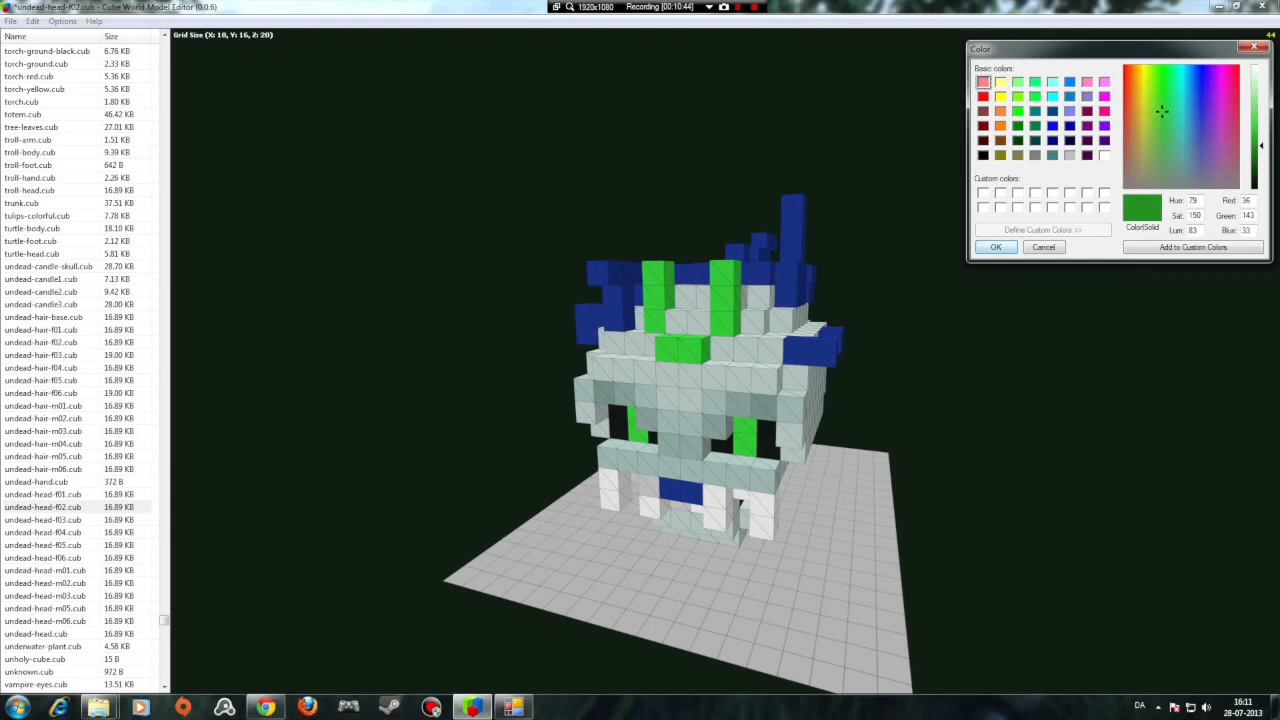 *undead-head-f02.cub - Cube World Model Editor (0.0.6)
1920x1080 Recording [00:10:44]
File Edit Options Help
Name Size
Grid Size (X: 18, Y: 16, Z: 20)
44
torch-ground-black.cub 6.76 KB
torch-ground.cub 2.33 KB
torch-red.cub 5.36 KB
torch-yellow.cub 5.36 KB
torch.cub 1.80 KB
totem.cub 46.42 KB
tree-leaves.cub 27.01 KB
troll-arm.cub 1.51 KB
troll-body.cub 9.39 KB
troll-foot.cub 642 B
troll-hand.cub 2.26 KB
troll-head.cub 16.89 KB
trunk.cub 37.51 KB
tulips-colorful.cub 7.78 KB
turtle-body.cub 18.10 KB
turtle-foot.cub 2.12 KB
turtle-head.cub 5.81 KB
undead-candle-skull.cub 28.70 KB
undead-candle1.cub 7.13 KB
undead-candle2.cub 9.42 KB
undead-candle3.cub 28.00 KB
undead-hair-base.cub 16.89 KB
undead-hair-f01.cub 16.89 KB
undead-hair-f02.cub 16.89 KB
undead-hair-f03.cub 19.00 KB
undead-hair-f04.cub 16.89 KB
undead-hair-f05.cub 16.89 KB
undead-hair-f06.cub 19.00 KB
undead-hair-m01.cub 16.89 KB
undead-hair-m02.cub 16.89 KB
undead-hair-m03.cub 16.89 KB
undead-hair-m04.cub 16.89 KB
undead-hair-m05.cub 16.89 KB
undead-hair-m06.cub 16.89 KB
undead-hand.cub 372 B
undead-head-f01.cub 16.89 KB
undead-head-f02.cub 16.89 KB
undead-head-f03.cub 16.89 KB
undead-head-f04.cub 16.89 KB
undead-head-f05.cub 16.89 KB
undead-head-f06.cub 16.89 KB
undead-head-m01.cub 16.89 KB
undead-head-m02.cub 16.89 KB
undead-head-m03.cub 16.89 KB
undead-head-m05.cub 16.89 KB
undead-head-m06.cub 16.89 KB
undead-head.cub 16.89 KB
underwater-plant.cub 4.58 KB
unholy-cube.cub 15 B
unknown.cub 972 B
vampire-eyes.cub 13.51 KB
Color
Basic colors:
Custom colors:
Define Custom Colors >>
OK Cancel
Color|Solid
Hue: 79 Red: 36
Sat: 150 Green: 143
Lum: 83 Blue: 33
Add to Custom Colors
DA
16:11
28-07-2013